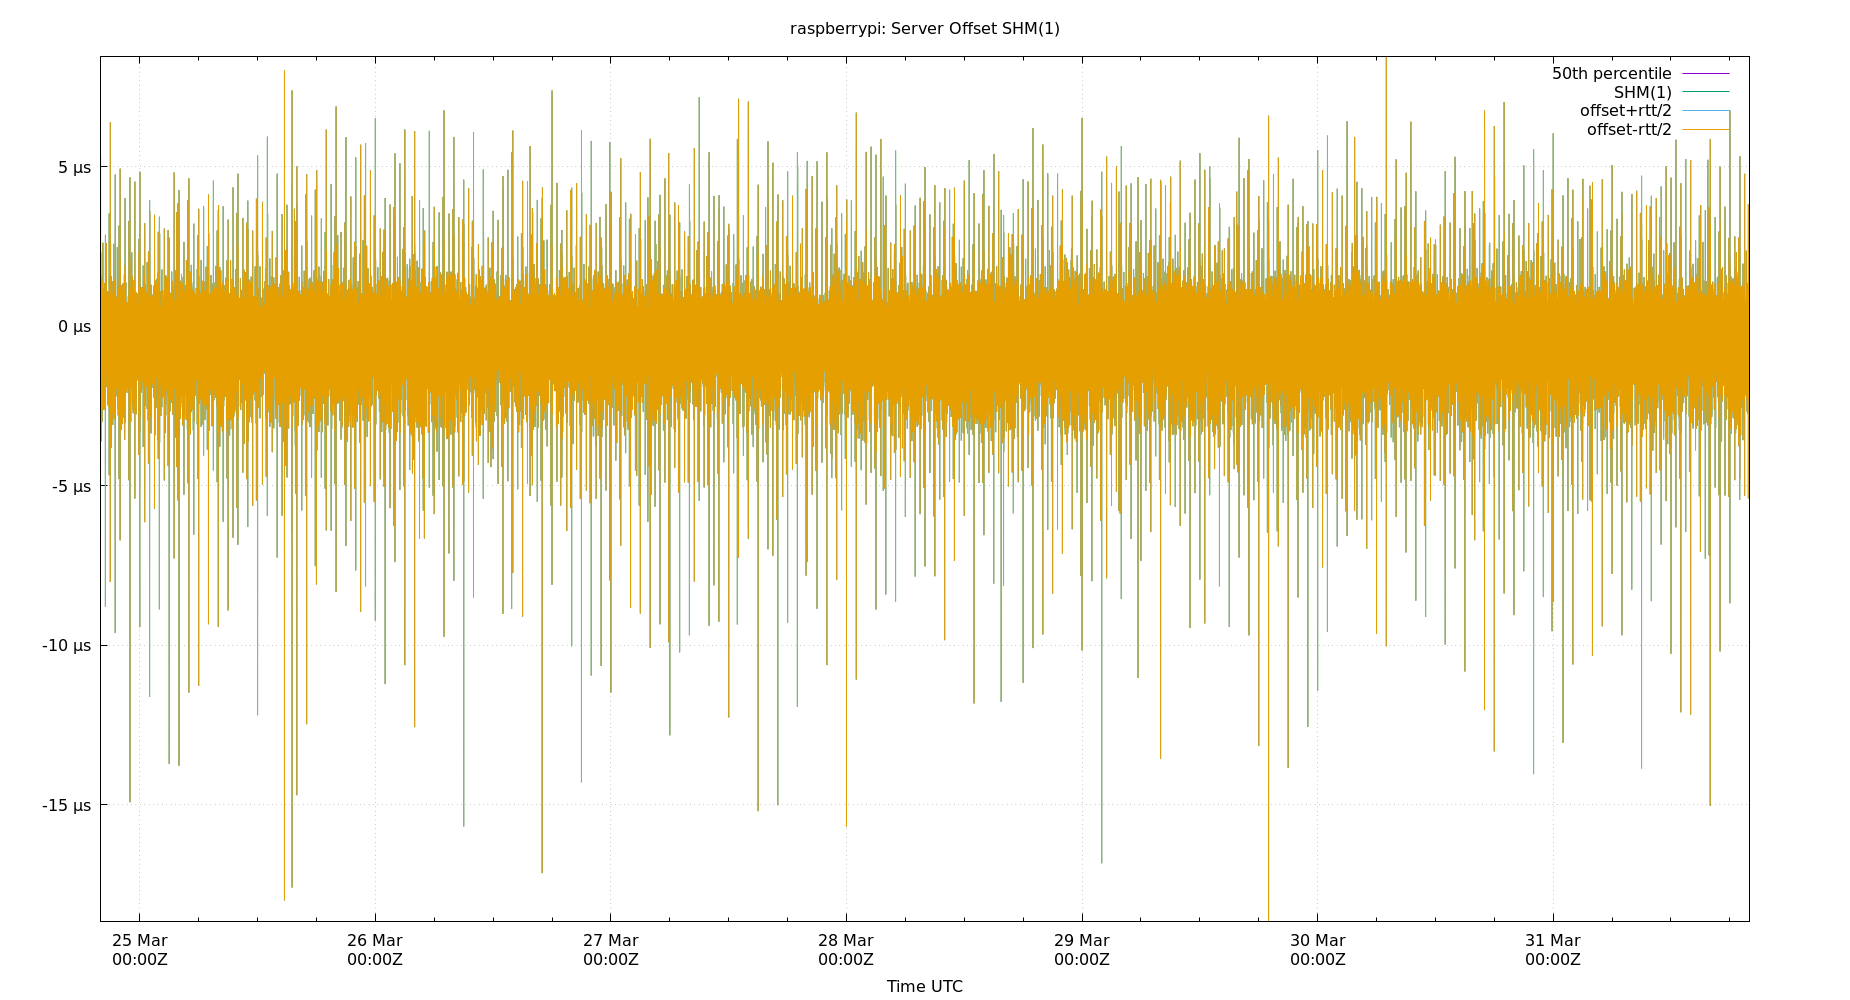 raspberrypi: Server Offset SHM(1)
50th percentile
SHM(1)
offset+rtt/2
offset-rtt/2
5 µs
0 µs
-5 µs
-10 µs
-15 µs
25 Mar 26 Mar 27 Mar 28 Mar 29 Mar 30 Mar 31 Mar
00:00Z 00:00Z 00:00Z 00:00Z 00:00Z 00:00Z 00:00Z
Time UTC